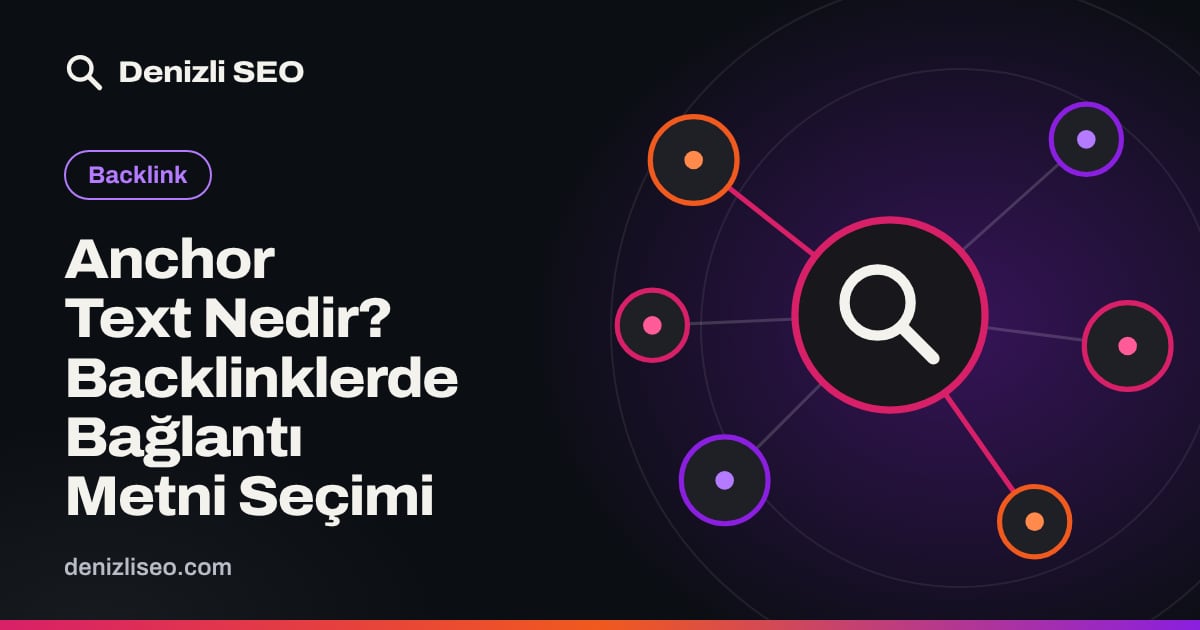 Denizli SEO
Backlink
Anchor
Text Nedir?
Backlinklerde
Bağlantı
Metni Seçimi
denizliseo.com